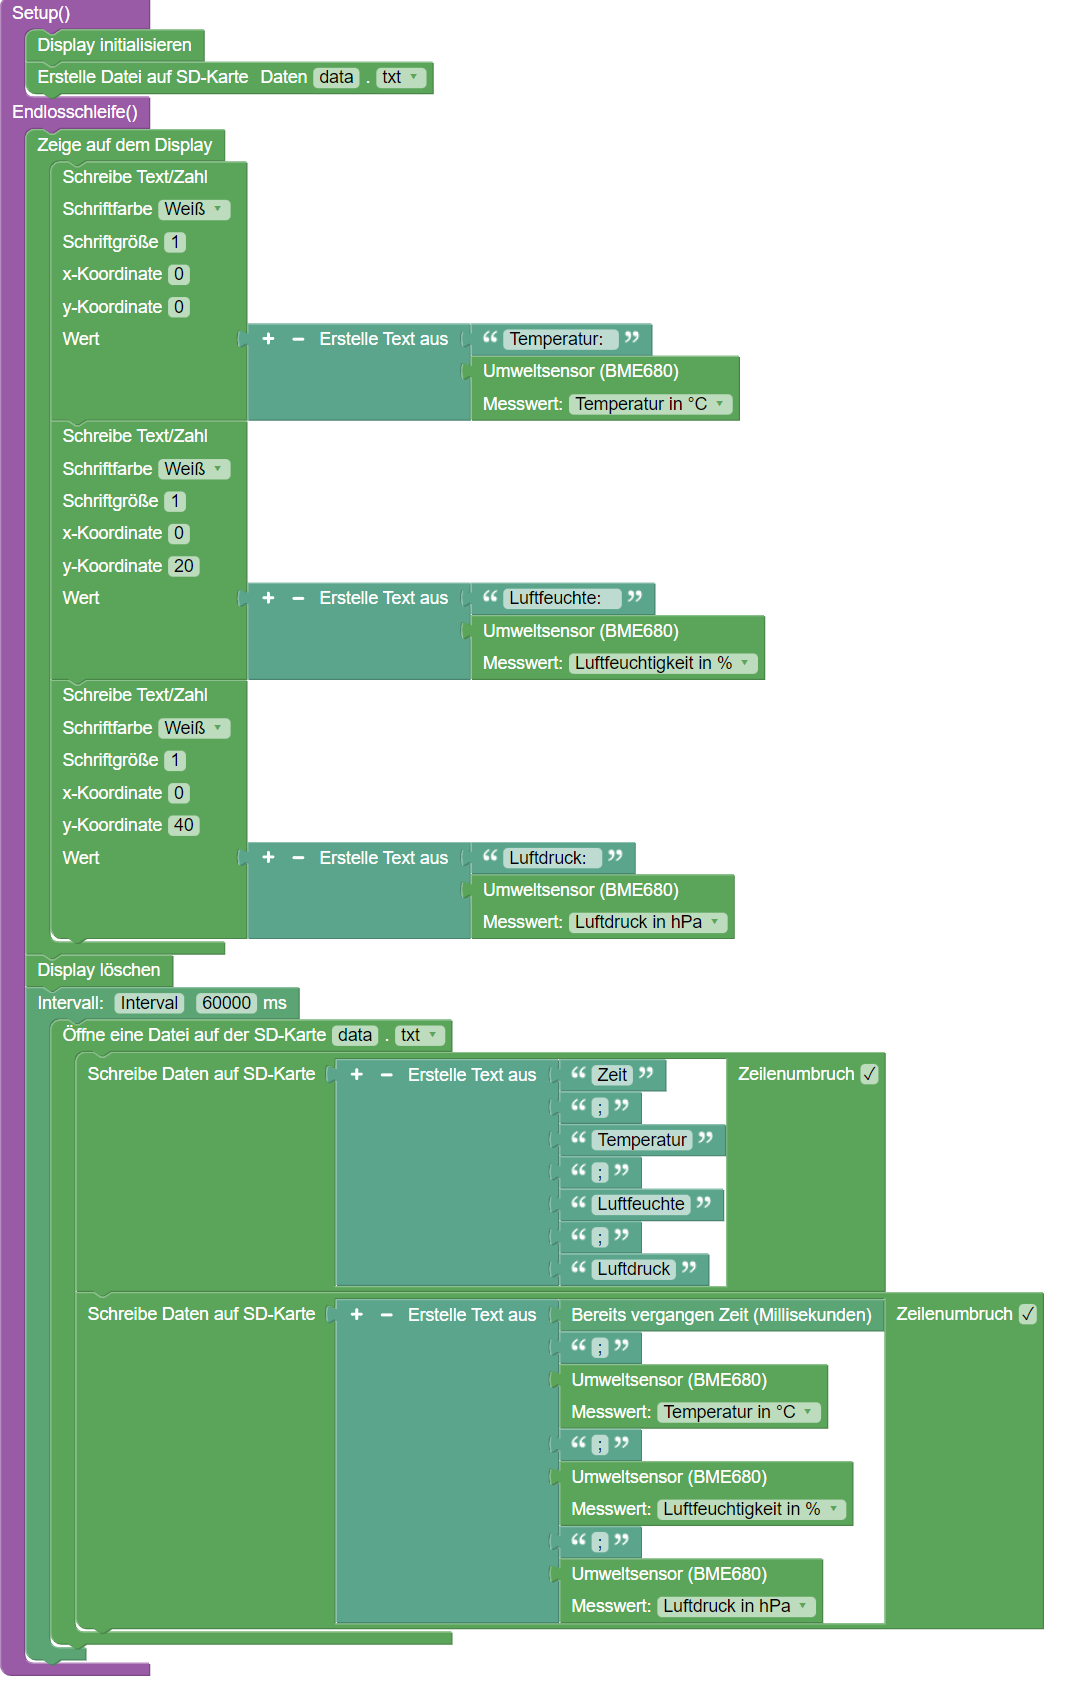 Setup()
Display initialisieren
Erstelle Datei auf SD-Karte Daten data . txt
Endlosschleife()
Zeige auf dem Display
Schreibe Text/Zahl
Schriftfarbe Weiß
Schriftgröße 1
x-Koordinate 0
y-Koordinate 0
Wert + − Erstelle Text aus “ Temperatur: ”
Umweltsensor (BME680)
Messwert: Temperatur in °C
Schreibe Text/Zahl
Schriftfarbe Weiß
Schriftgröße 1
x-Koordinate 0
y-Koordinate 20
Wert + − Erstelle Text aus “ Luftfeuchte: ”
Umweltsensor (BME680)
Messwert: Luftfeuchtigkeit in %
Schreibe Text/Zahl
Schriftfarbe Weiß
Schriftgröße 1
x-Koordinate 0
y-Koordinate 40
Wert + − Erstelle Text aus “ Luftdruck: ”
Umweltsensor (BME680)
Messwert: Luftdruck in hPa
Display löschen
Intervall: Interval 60000 ms
Öffne eine Datei auf der SD-Karte data . txt
Schreibe Daten auf SD-Karte + − Erstelle Text aus “ Zeit ” Zeilenumbruch ✓
“ ; ”
“ Temperatur ”
“ ; ”
“ Luftfeuchte ”
“ ; ”
“ Luftdruck ”
Schreibe Daten auf SD-Karte + − Erstelle Text aus Bereits vergangen Zeit (Millisekunden) Zeilenumbruch ✓
“ ; ”
Umweltsensor (BME680)
Messwert: Temperatur in °C
“ ; ”
Umweltsensor (BME680)
Messwert: Luftfeuchtigkeit in %
“ ; ”
Umweltsensor (BME680)
Messwert: Luftdruck in hPa